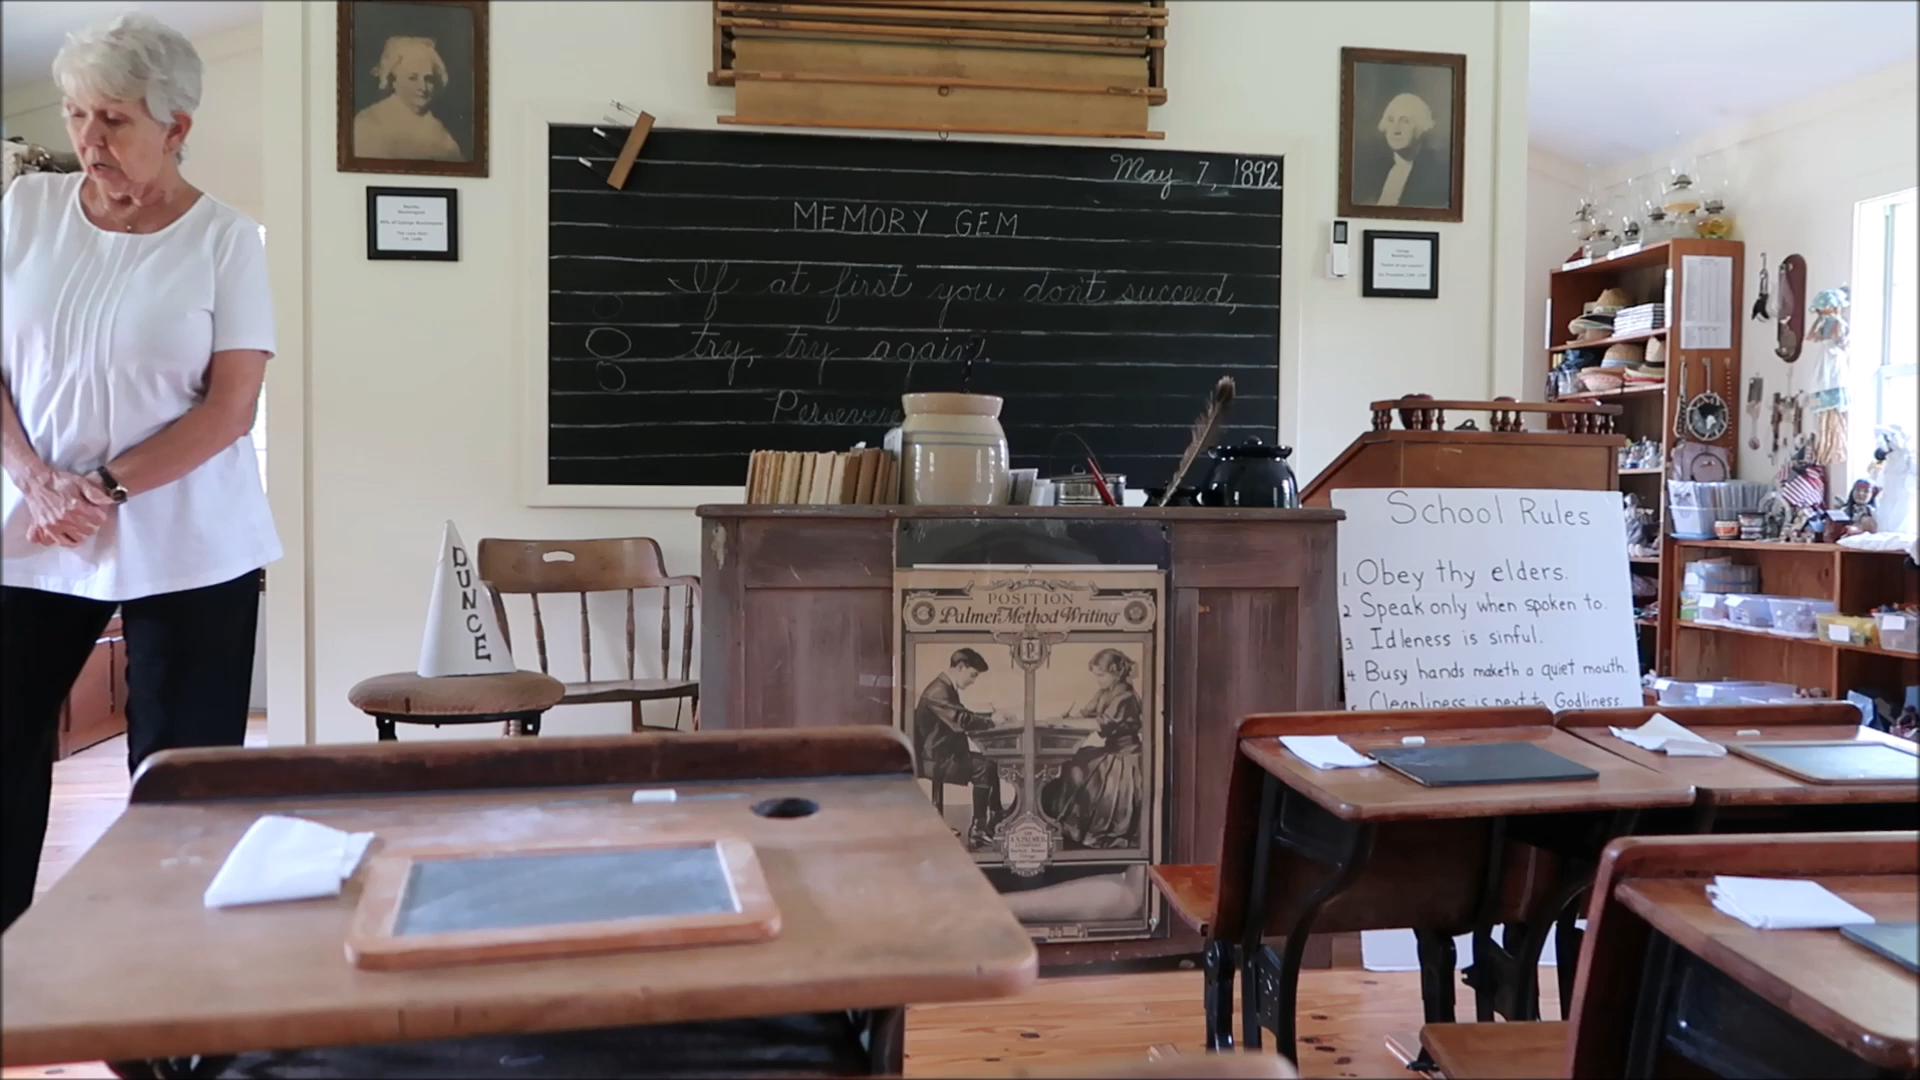 May 7, 1892
MEMORY GEM
If at first you don't succeed,
try, try again!
Persevere
DUNCE
POSITION
Palmer Method Writing
School Rules
1. Obey thy elders.
2 Speak only when spoken to.
3. Idleness is sinful.
4 Busy hands maketh a quiet mouth.
5. Cleanliness is next to Godliness.